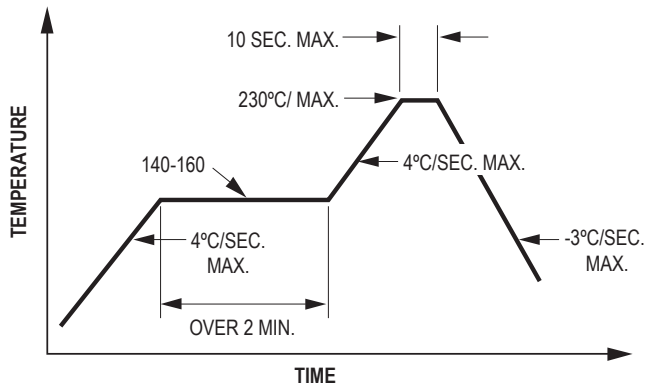 10 SEC. MAX.
230ºC/ MAX.
140-160
4ºC/SEC. MAX.
4ºC/SEC.
MAX.
-3ºC/SEC.
MAX.
OVER 2 MIN.
TEMPERATURE
TIME